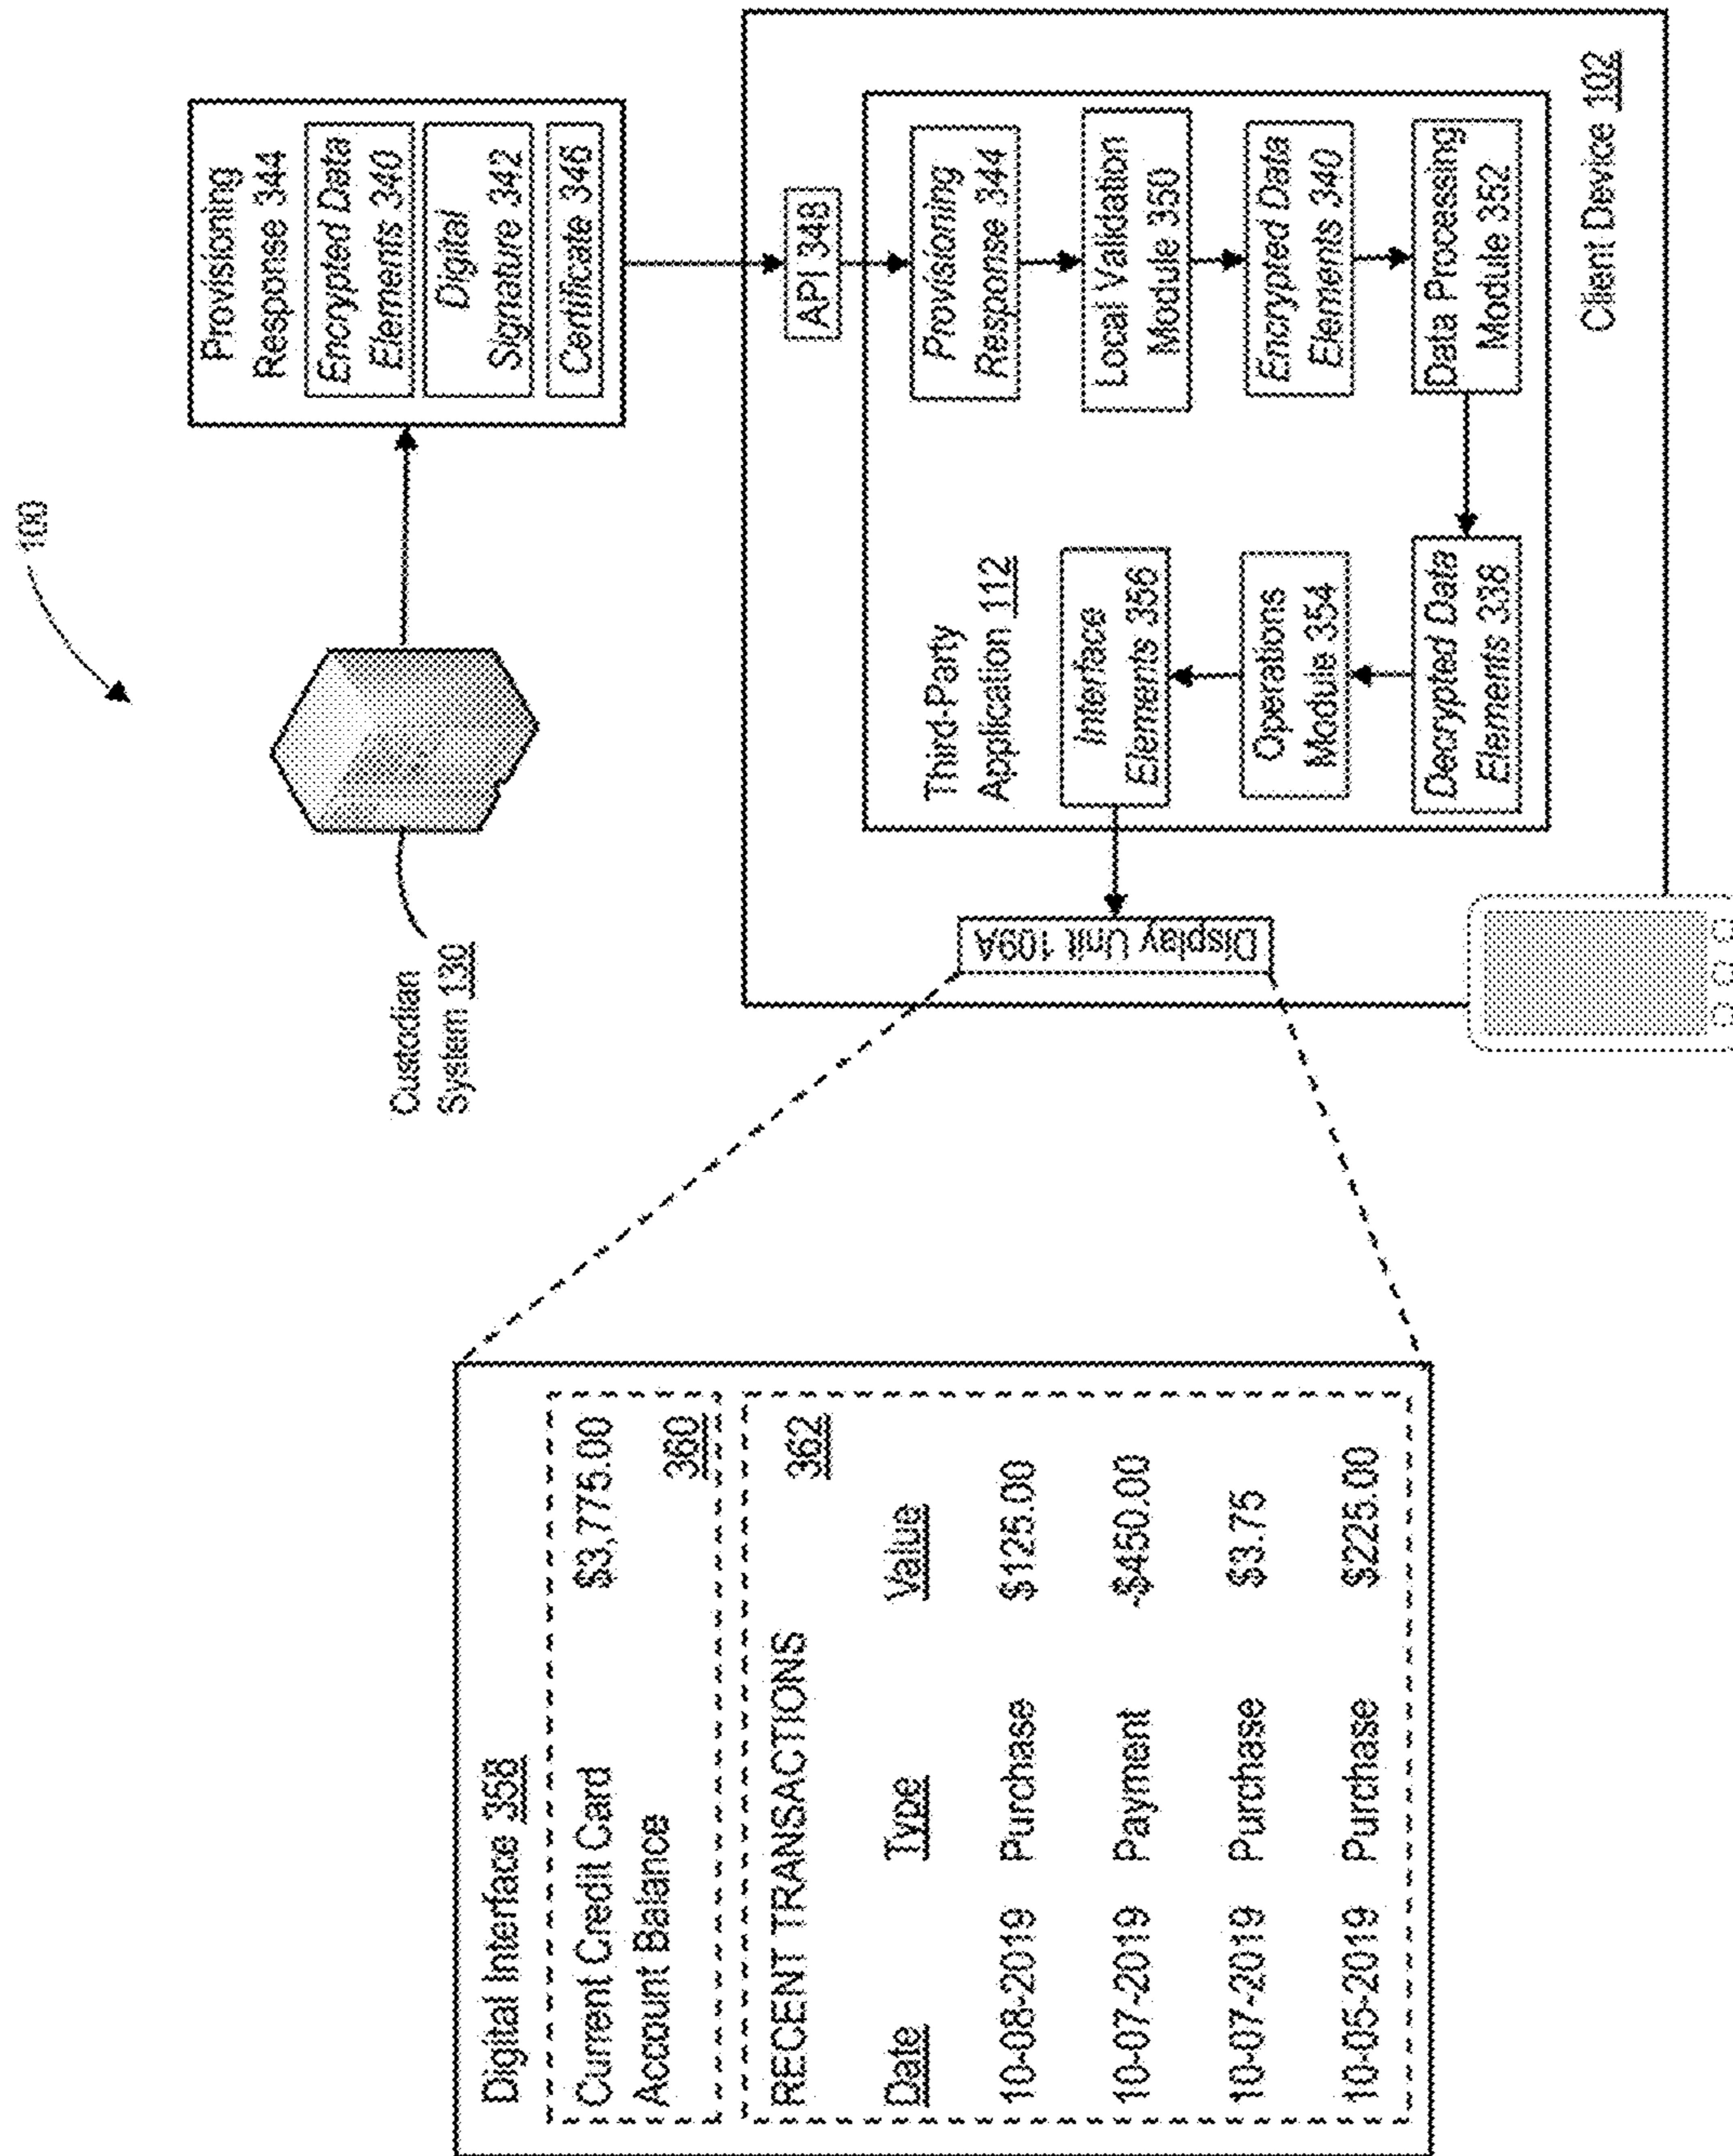 100
Custodian
System 130
Provisioning
Response 344
Encrypted Data
Elements 340
Digital
Signature 342
Certificate 346
API 348
Third-Party
Application 112
Provisioning
Response 344
Local Validation
Module 350
Encrypted Data
Elements 340
Data Processing
Module 352
Decrypted Data
Elements 338
Operations
Module 354
Interface
Elements 356
Display Unit 109A
Client Device 102
Digital Interface 358
Current Credit Card $3,775.00
Account Balance 360
RECENT TRANSACTIONS 362
Date Type Value
10-08-2019 Purchase $125.00
10-07-2019 Payment -$450.00
10-07-2019 Purchase $3.75
10-05-2019 Purchase $225.00